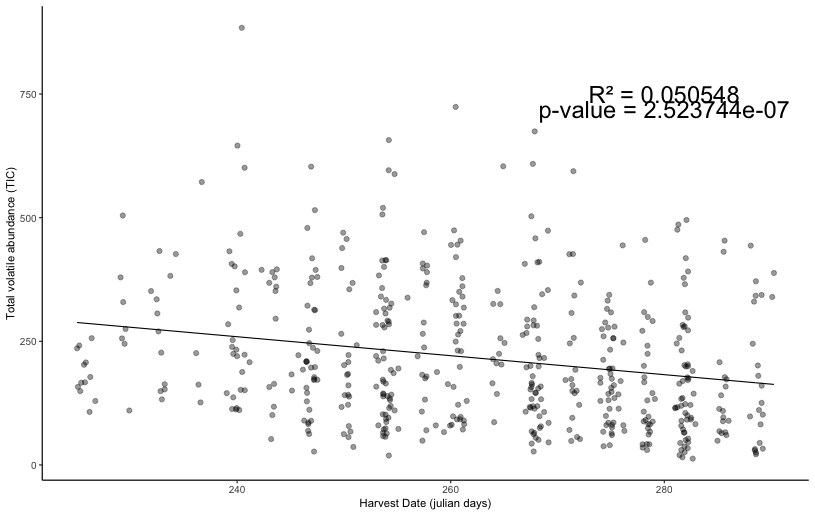 R² = 0.050548
p-value = 2.523744e-07
Total volatile abundance (TIC)
750
500
250
0
240
260
280
Harvest Date (julian days)